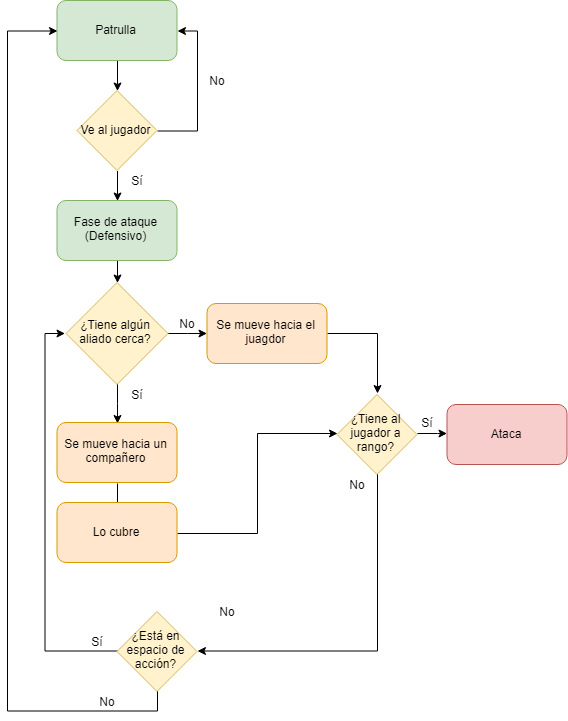 Patrulla
No
Ve al jugador
Sí
Fase de ataque
(Defensivo)
¿Tiene algún
aliado cerca?
No
Se mueve hacia el
juagdor
Sí
Se mueve hacia un
compañero
Lo cubre
¿Tiene al
jugador a
rango?
Sí
Ataca
No
No
¿Está en
espacio de
acción?
Sí
No